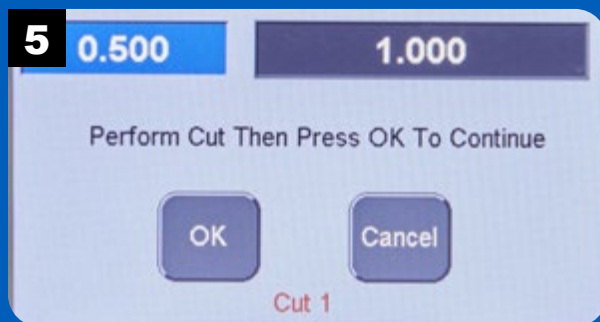 5
0.500 1.000
Perform Cut Then Press OK To Continue
OK Cancel
Cut 1